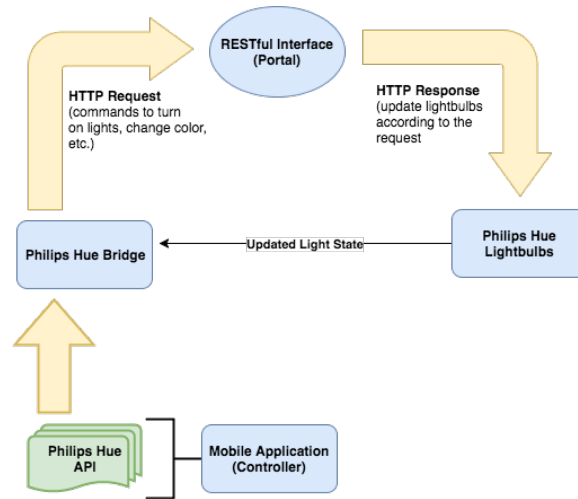 RESTful Interface
(Portal)
HTTP Request
(commands to turn
on lights, change color,
etc.)
HTTP Response
(update lightbulbs
according to the
request
Philips Hue Bridge
Updated Light State
Philips Hue
Lightbulbs
Philips Hue
API
Mobile Application
(Controller)